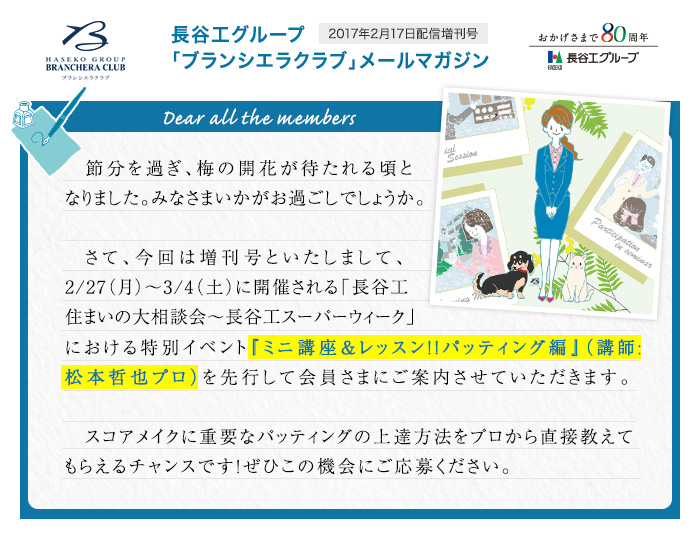 B
HASEKO GROUP
BRANCHERA CLUB
ブランシエラクラブ
長谷工グループ
2017年2月17日配信増刊号
「ブランシエラクラブ」メールマガジン
おかげさまで80周年
HASEKO
長谷工グループ
Dear all the members
節分を過ぎ、梅の開花が待たれる頃と
なりました。みなさまいかがお過ごしでしょうか。
さて、今回は増刊号といたしまして、
2/27(月)～3/4(土)に開催される「長谷工
住まいの大相談会～長谷工スーパーウィーク」
における特別イベント『ミニ講座＆レッスン!!パッティング編』(講師:
松本哲也プロ)を先行して会員さまにご案内させていただきます。
スコアメイクに重要なパッティングの上達方法をプロから直接教えて
もらえるチャンスです!ぜひこの機会にご応募ください。
Session
Participation
in seminar